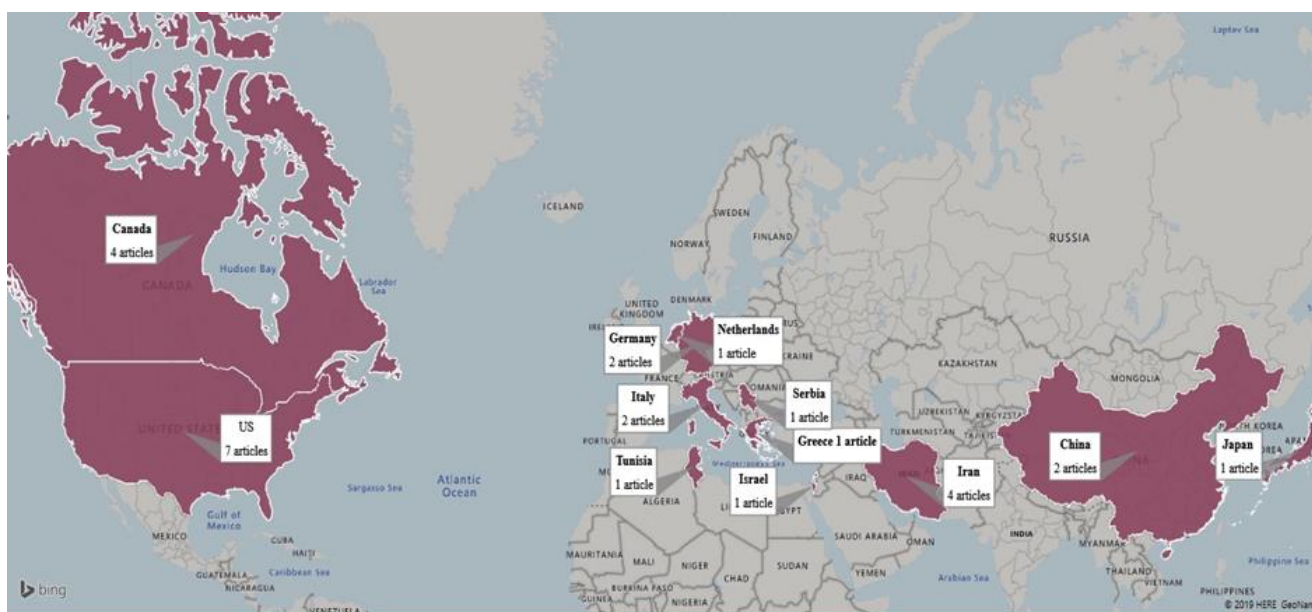 Laptev Sea
ICELAND
SWEDEN
FINLAND
NORWAY
RUSSIA
Canada
4 articles
Hudson Bay
CANADA
Labrador
Sea
UNITED
KINGDOM
DENMARK
Germany
2 articles
Netherlands
1 article
FRANCE
KAZAKHSTAN
MONGOLIA
Italy
2 articles
Serbia
1 article
US
7 articles
UNITED STATE
PORTUGAL
UZBEKISTAN
TURKMENISTAN
Greece 1 article
China
2 articles
Japan
1 article
Tunisia
1 article
Mediterranean Sea
Israel
1 article
IRAQ
Iran
4 articles
Sargasso Sea
Atlantic
Ocean
ALGERIA
Gulf of
Mexico
MEXICO
CUBA
HAITI
SAUDI ARABIA
OMAN
INDIA
MYANMAR
MAURITANIA
MALI
NIGER
CHAD
SUDAN
YEMEN
Arabian Sea
THAILAND
VIETNAM
Philippine Sea
PHILIPPINES
GUATEMALA
Caribbean Sea
NICARAGUA
BURKINA FASO
NIGERIA
bing
© 2019 HERE